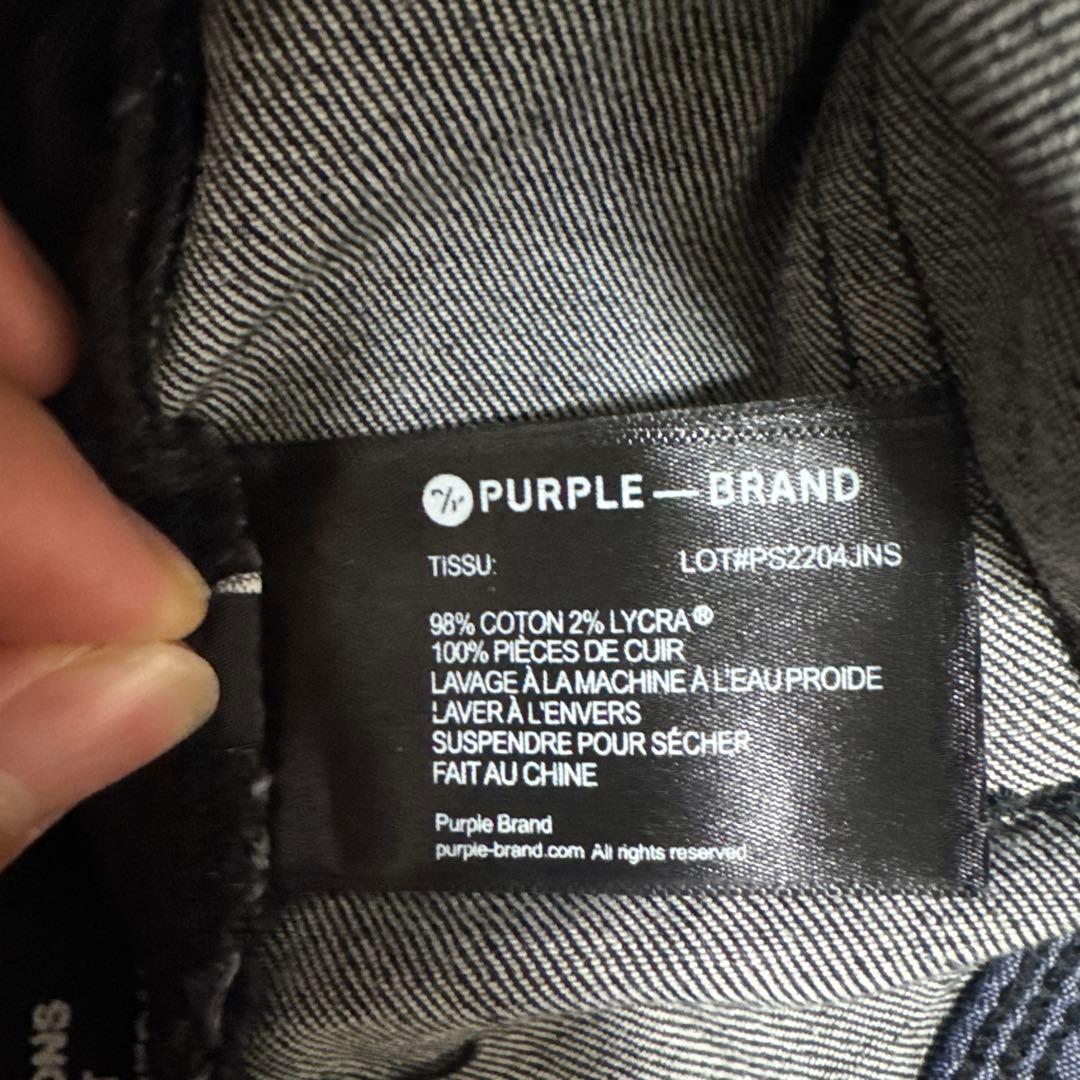 PURPLE — BRAND
TISSU: LOT#PS2204JNS
98% COTON 2% LYCRA®
100% PIÈCES DE CUIR
LAVAGE À LA MACHINE À L'EAU PROIDE
LAVER À L'ENVERS
SUSPENDRE POUR SÉCHER
FAIT AU CHINE
Purple Brand
purple-brand.com All rights reserved